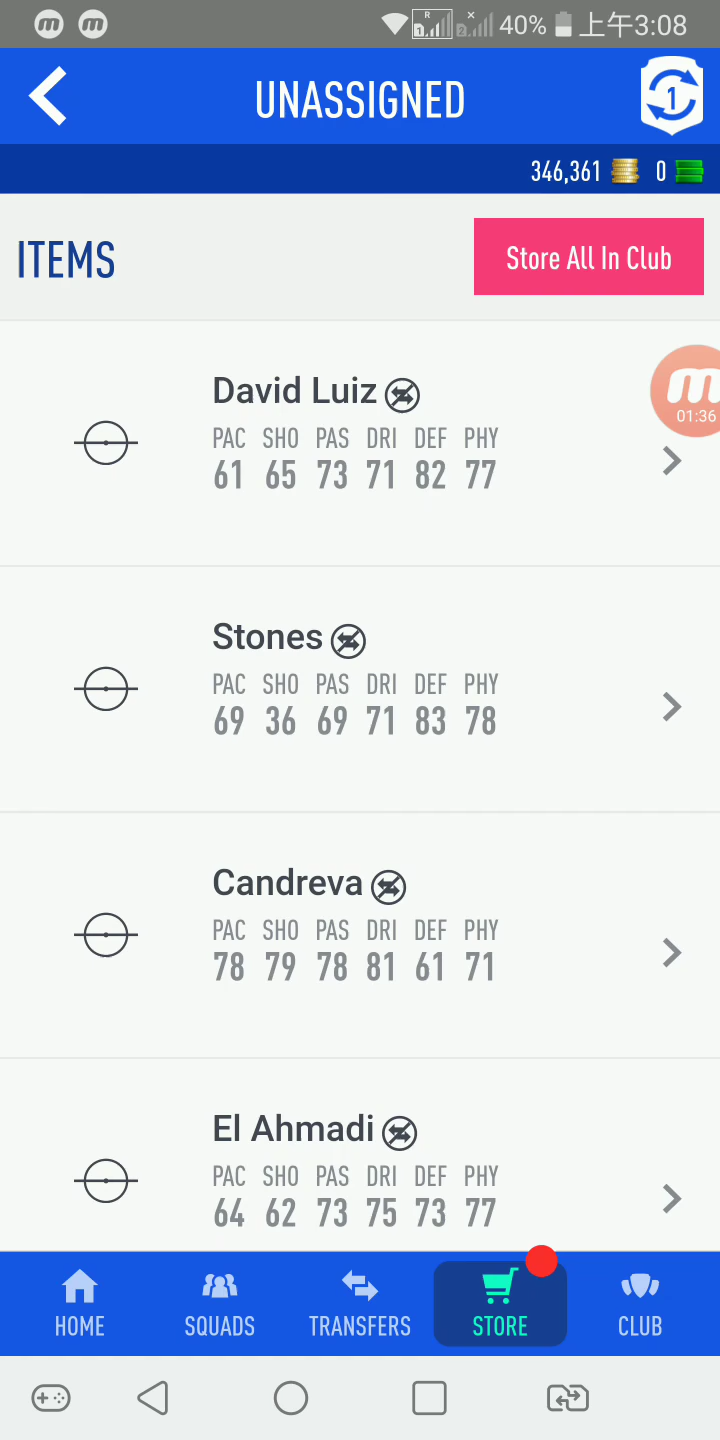 40% 上午3:08
UNASSIGNED
1
346,361 0
ITEMS
Store All In Club
David Luiz
PAC SHO PAS DRI DEF PHY
61 65 73 71 82 77
01:36
Stones
PAC SHO PAS DRI DEF PHY
69 36 69 71 83 78
Candreva
PAC SHO PAS DRI DEF PHY
78 79 78 81 61 71
El Ahmadi
PAC SHO PAS DRI DEF PHY
64 62 73 75 73 77
HOME SQUADS TRANSFERS STORE CLUB